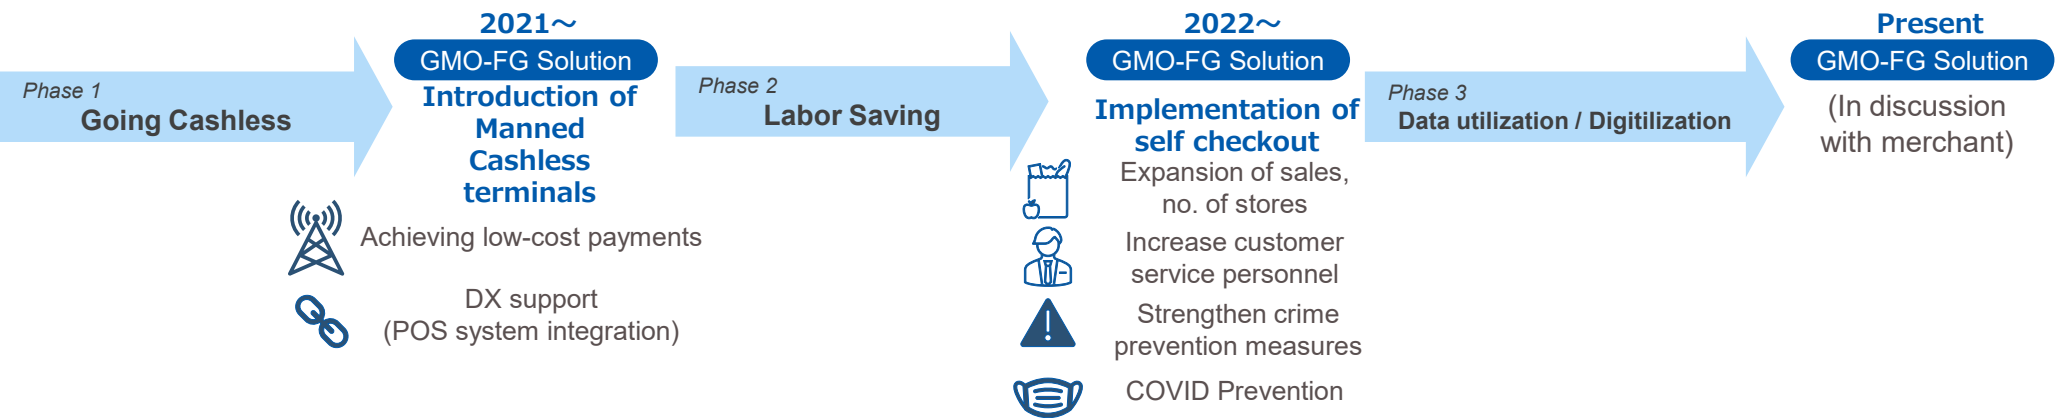 Phase 1
Going Cashless
2021～
GMO-FG Solution
Introduction of
Manned
Cashless
terminals
Achieving low-cost payments
DX support
(POS system integration)
Phase 2
Labor Saving
2022～
GMO-FG Solution
Implementation of
self checkout
Expansion of sales,
no. of stores
Increase customer
service personnel
Strengthen crime
prevention measures
COVID Prevention
Phase 3
Data utilization / Digitilization
Present
GMO-FG Solution
(In discussion
with merchant)